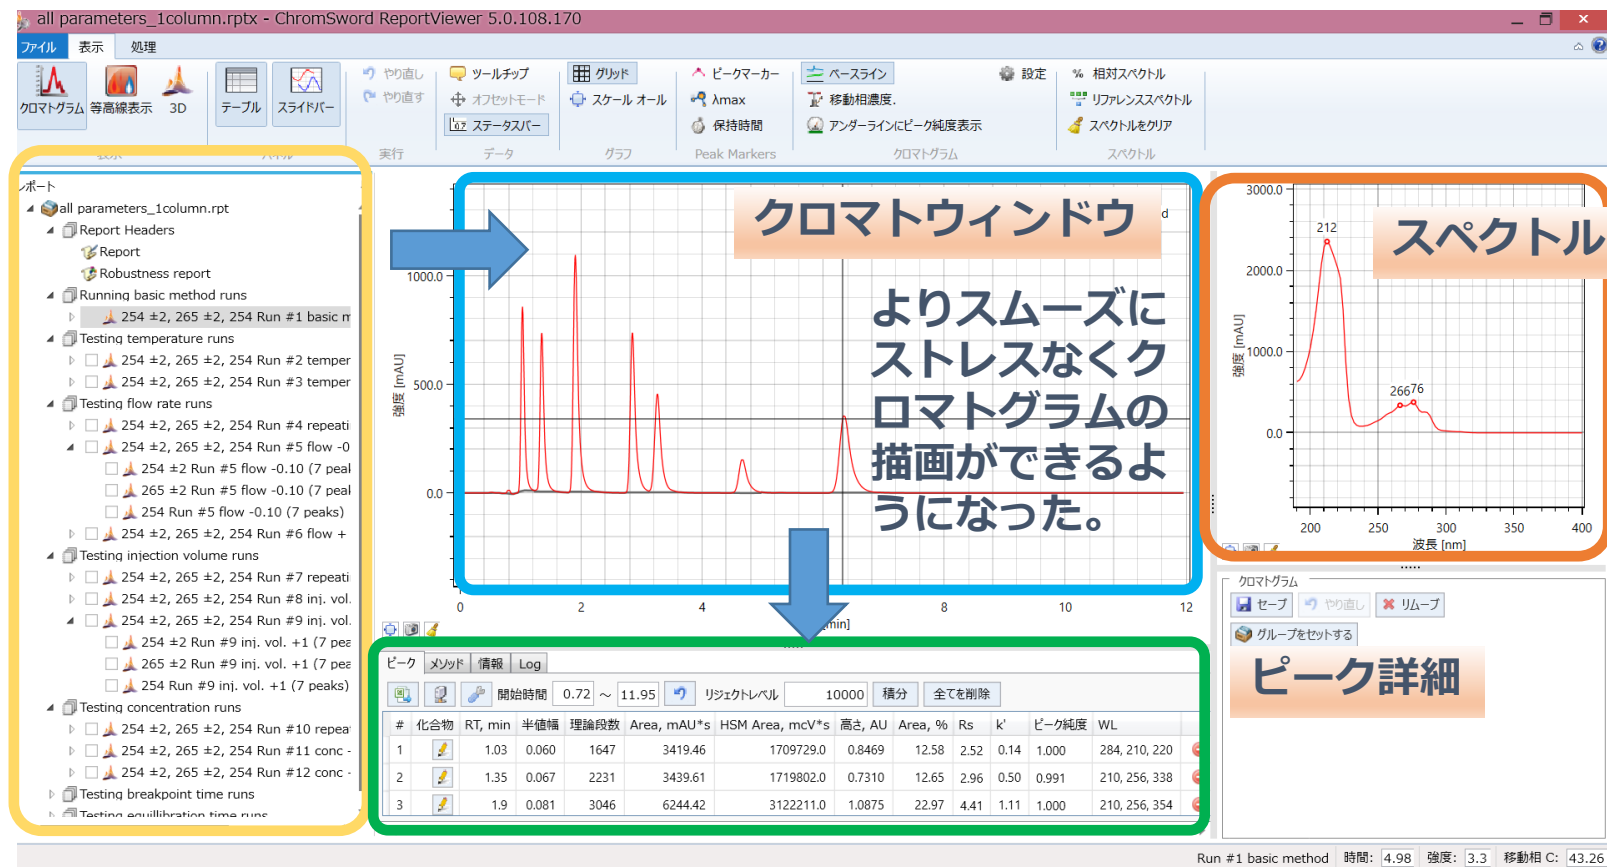 all parameters_1column.rptx - ChromSword ReportViewer 5.0.108.170
ファイル 表示 処理
やり直し ツールチップ グリッド ピークマーカー ベースライン 設定 % 相対スペクトル
クロマトグラム 等高線表示 3D テーブル スライドバー やり直す オフセットモード スケール オール λmax 移動相濃度. リファレンススペクトル
ステータスバー 保持時間 アンダーラインにピーク純度表示 スペクトルをクリア
実行 データ グラフ Peak Markers クロマトグラム スペクトル
レポート
all parameters_1column.rpt
Report Headers
Report
Robustness report
Running basic method runs
254 ±2, 265 ±2, 254 Run #1 basic m
Testing temperature runs
254 ±2, 265 ±2, 254 Run #2 temper
254 ±2, 265 ±2, 254 Run #3 temper
Testing flow rate runs
254 ±2, 265 ±2, 254 Run #4 repeati
254 ±2, 265 ±2, 254 Run #5 flow -0
254 ±2 Run #5 flow -0.10 (7 peak
265 ±2 Run #5 flow -0.10 (7 peak
254 Run #5 flow -0.10 (7 peaks)
254 ±2, 265 ±2, 254 Run #6 flow +
Testing injection volume runs
254 ±2, 265 ±2, 254 Run #7 repeati
254 ±2, 265 ±2, 254 Run #8 inj. vol.
254 ±2, 265 ±2, 254 Run #9 inj. vol.
254 ±2 Run #9 inj. vol. +1 (7 pea
265 ±2 Run #9 inj. vol. +1 (7 pea
254 Run #9 inj. vol. +1 (7 peaks)
Testing concentration runs
254 ±2, 265 ±2, 254 Run #10 repea
254 ±2, 265 ±2, 254 Run #11 conc -
254 ±2, 265 ±2, 254 Run #12 conc -
Testing breakpoint time runs
Testing equillibration time runs
クロマトウィンドウ
d
よりスムーズに
ストレスなくク
ロマトグラムの
描画ができるよ
うになった。
1000.0
500.0
0.0
強度 [mAU]
0 2 4 8 10 12
min]
スペクトル
3000.0
2000.0
1000.0
0.0
強度 [mAU]
212
266 76
200 250 300 350 400
波長 [nm]
クロマトグラム
セーブ やり直し リムーブ
グループをセットする
ピーク詳細
ピーク メソッド 情報 Log
開始時間 0.72 ～ 11.95 リジェクトレベル 10000 積分 全てを削除
# 化合物 RT, min 半値幅 理論段数 Area, mAU*s HSM Area, mcV*s 高さ, AU Area, % Rs k' ピーク純度 WL
1 1.03 0.060 1647 3419.46 1709729.0 0.8469 12.58 2.52 0.14 1.000 284, 210, 220
2 1.35 0.067 2231 3439.61 1719802.0 0.7310 12.65 2.96 0.50 0.991 210, 256, 338
3 1.9 0.081 3046 6244.42 3122211.0 1.0875 22.97 4.41 1.11 1.000 210, 256, 354
Run #1 basic method 時間: 4.98 強度: 3.3 移動相 C: 43.26